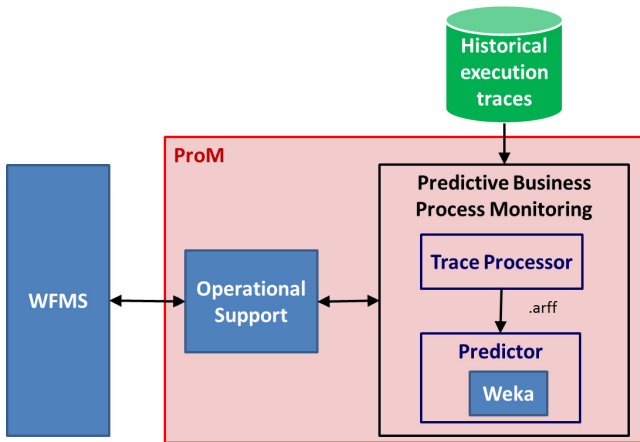 Historical
execution
traces
ProM
Predictive Business
Process Monitoring
Trace Processor
WFMS
Operational
Support
.arff
Predictor
Weka